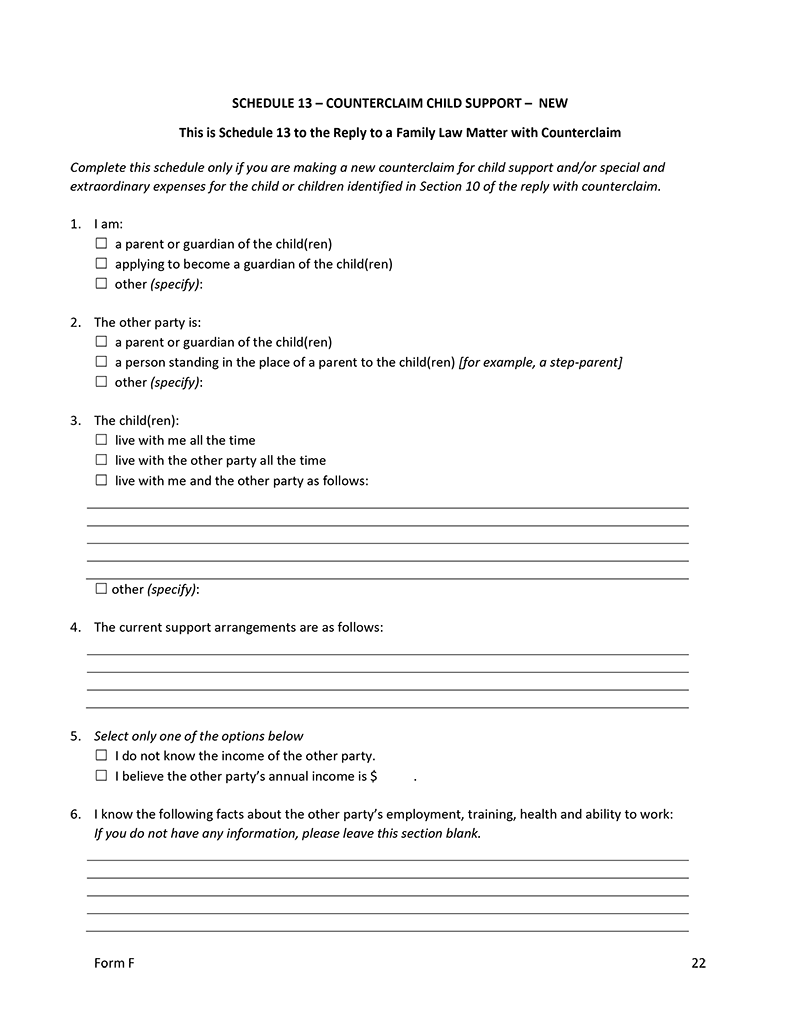 SCHEDULE 13 – COUNTERCLAIM CHILD SUPPORT – NEW
This is Schedule 13 to the Reply to a Family Law Matter with Counterclaim
Complete this schedule only if you are making a new counterclaim for child support and/or special and
extraordinary expenses for the child or children identified in Section 10 of the reply with counterclaim.
1. I am:
☐ a parent or guardian of the child(ren)
☐ applying to become a guardian of the child(ren)
☐ other (specify):
2. The other party is:
☐ a parent or guardian of the child(ren)
☐ a person standing in the place of a parent to the child(ren) [for example, a step-parent]
☐ other (specify):
3. The child(ren):
☐ live with me all the time
☐ live with the other party all the time
☐ live with me and the other party as follows:
☐ other (specify):
4. The current support arrangements are as follows:
5. Select only one of the options below
☐ I do not know the income of the other party.
☐ I believe the other party's annual income is $ .
6. I know the following facts about the other party's employment, training, health and ability to work:
If you do not have any information, please leave this section blank.
Form F 22